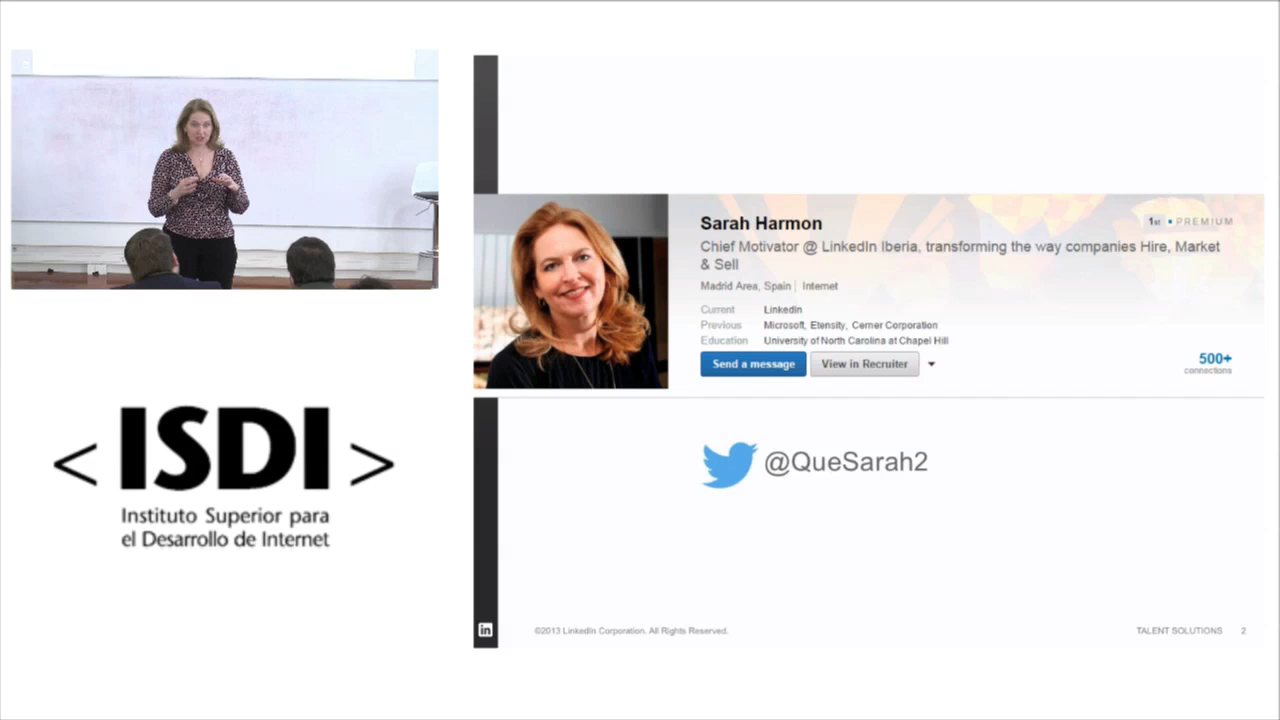 <ISDI>
Instituto Superior para
el Desarrollo de Internet
Sarah Harmon
1st • PREMIUM
Chief Motivator @ LinkedIn Iberia, transforming the way companies Hire, Market
& Sell
Madrid Area, Spain | Internet
Current LinkedIn
Previous Microsoft, Etensity, Cerner Corporation
Education University of North Carolina at Chapel Hill
Send a message View in Recruiter
500+
connections
@QueSarah2
in ©2013 LinkedIn Corporation. All Rights Reserved. TALENT SOLUTIONS 2